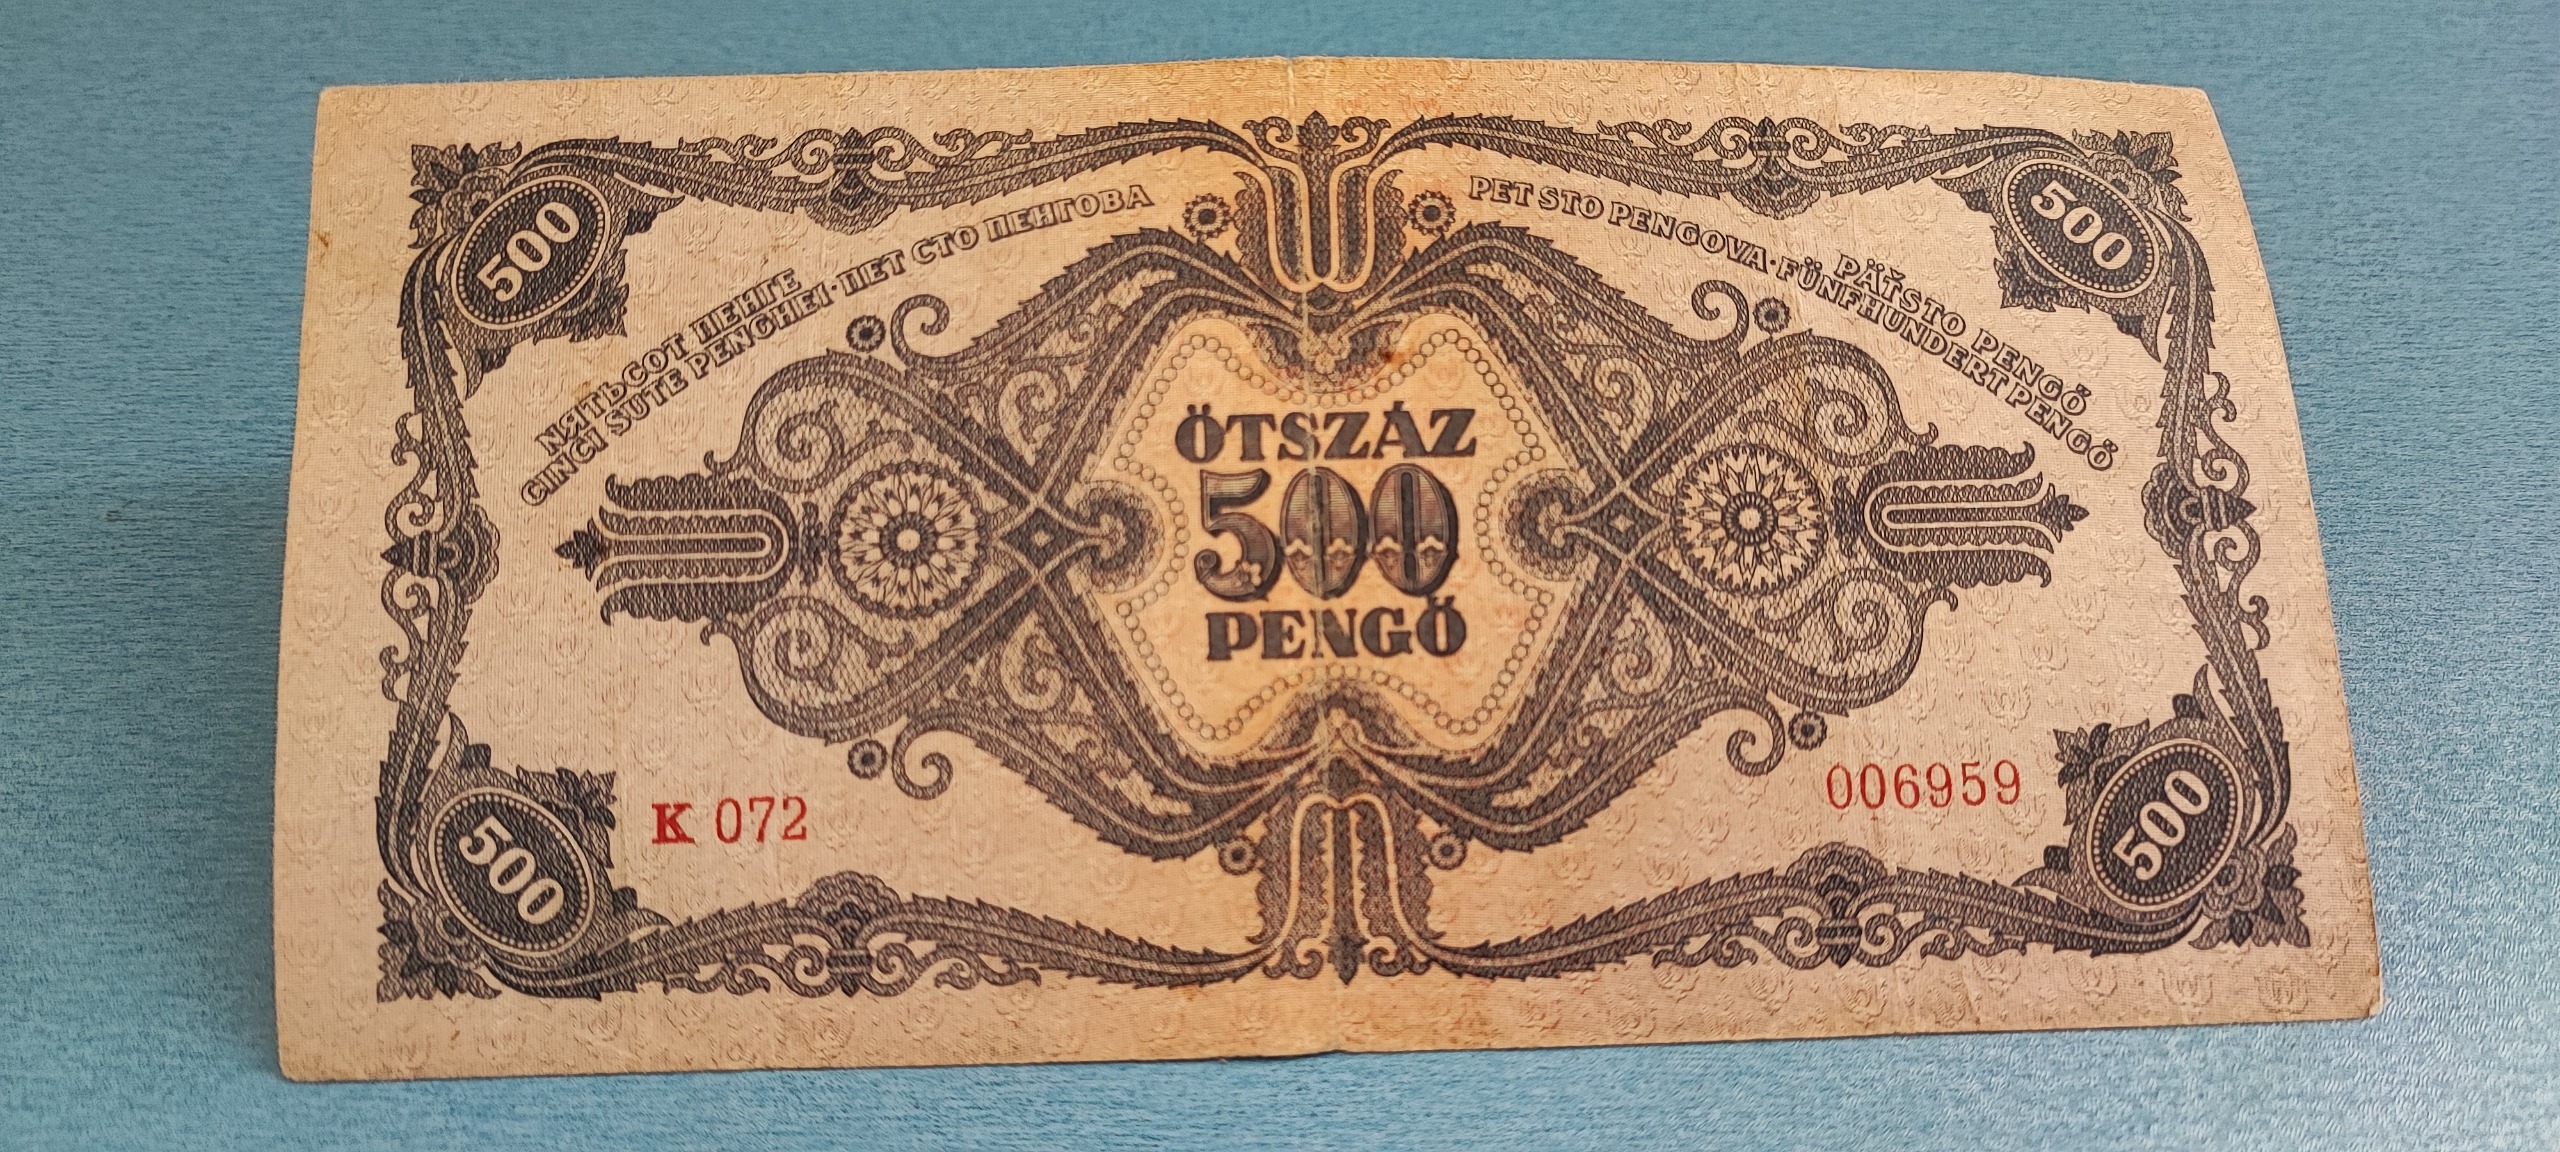 500
500
NЯТЬСОТ ПЕНГЕ
CINCI SUTE PENGHEI · ПЕТ СТО ПЕНГОВА
PÄŤSTO PENGŐ
PET STO PENGOVA · FÜNFHUNDERT PENGŐ
ÖTSZÁZ
500
PENGŐ
K 072
006959
500
500